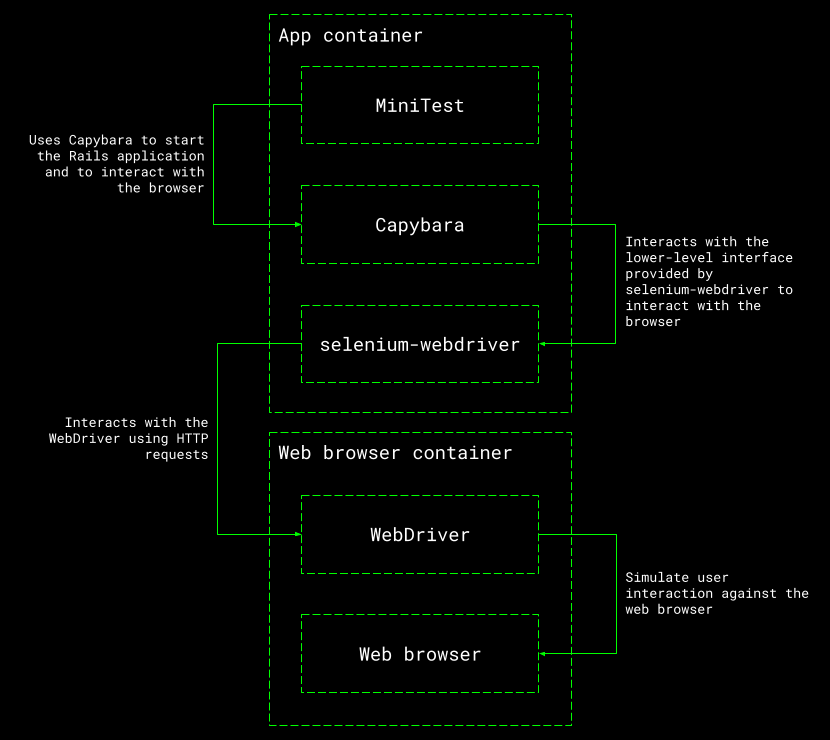 App container
MiniTest
Uses Capybara to start
the Rails application
and to interact with
the browser
Capybara
Interacts with the
lower-level interface
provided by
selenium-webdriver to
interact with the
browser
selenium-webdriver
Interacts with the
WebDriver using HTTP
requests
Web browser container
WebDriver
Simulate user
interaction against the
web browser
Web browser